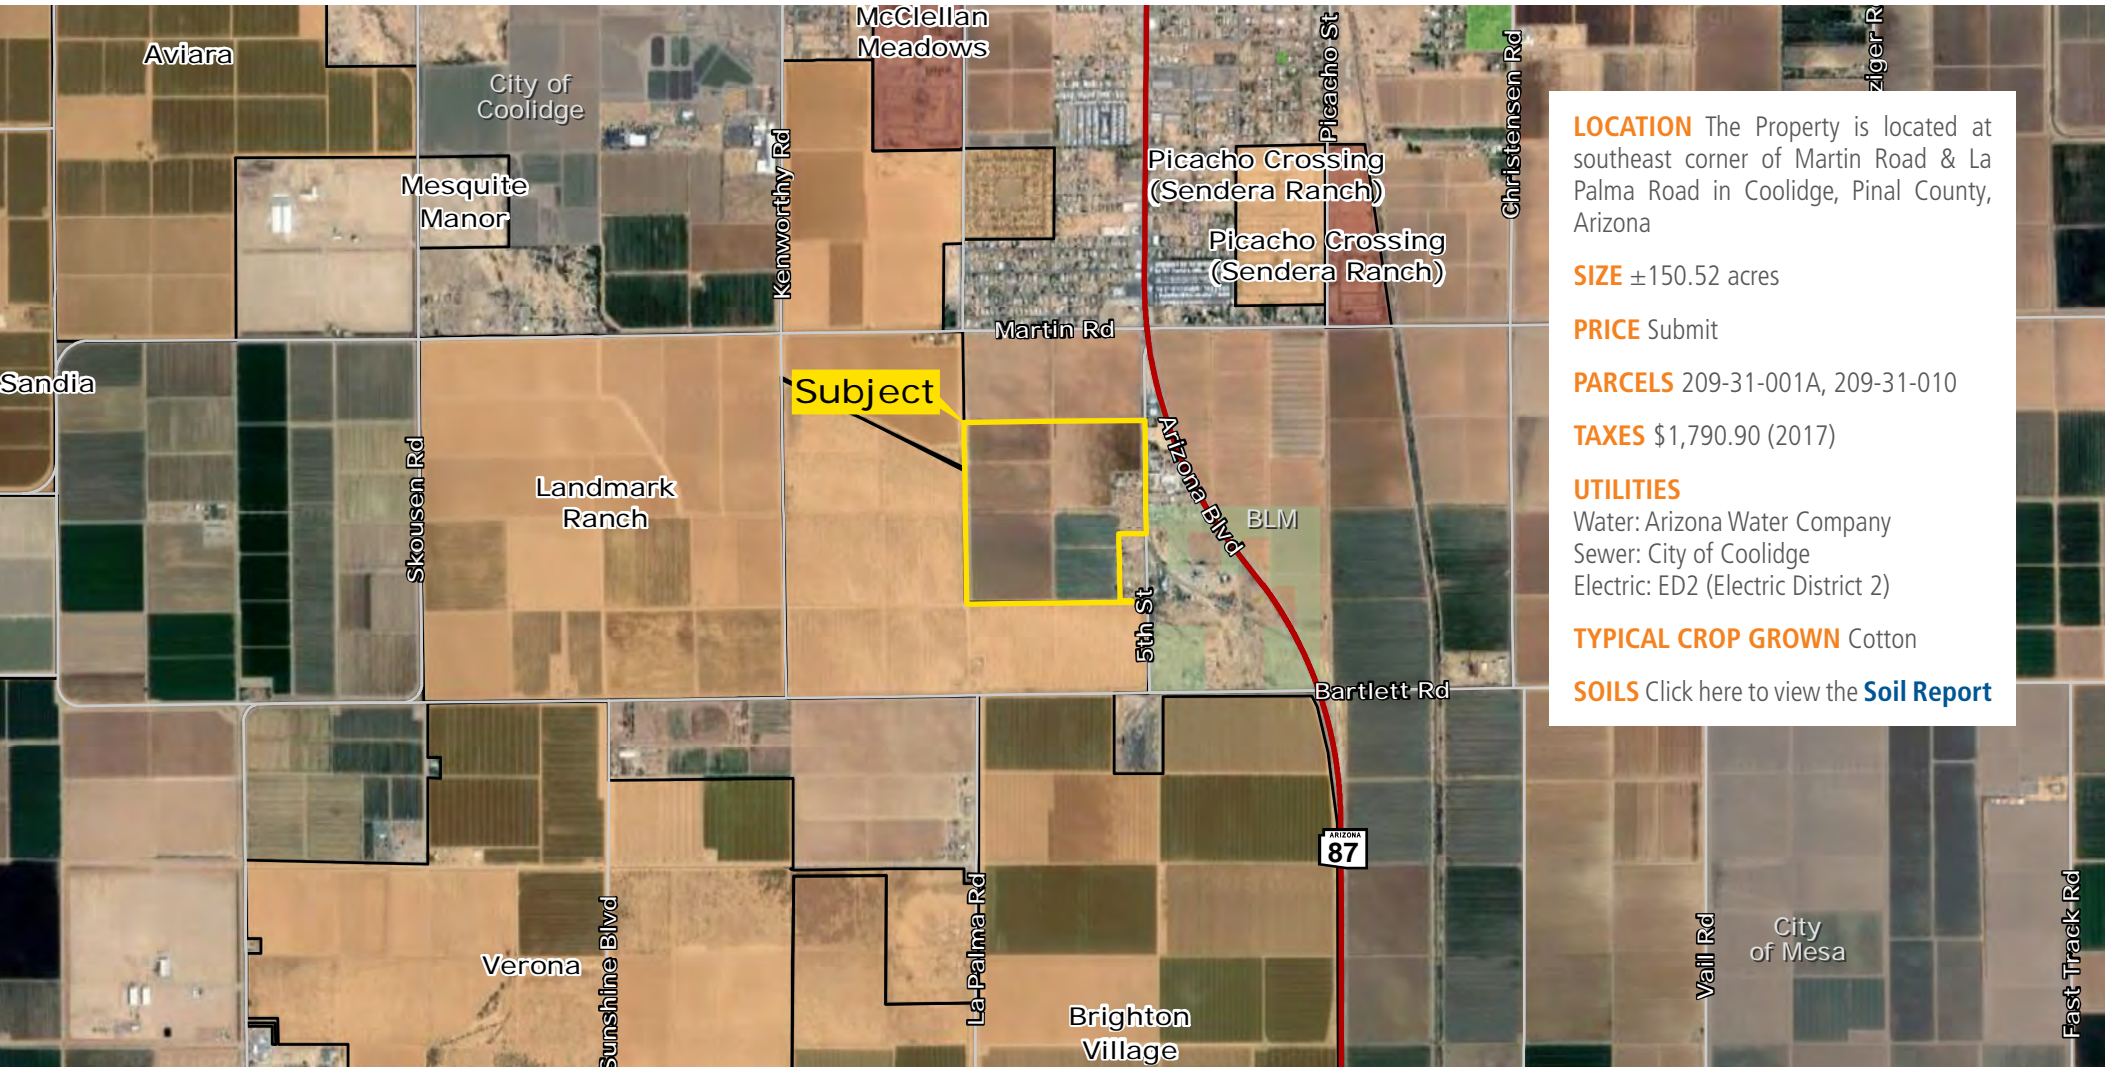 McClellan
Meadows
Aviara
City of
Coolidge
Picacho St
Christensen Rd
ziger R
Mesquite
Manor
Kenworthy Rd
Picacho Crossing
(Sendera Ranch)
Picacho Crossing
(Sendera Ranch)
Martin Rd
Sandia
Subject
Skousen Rd
Landmark
Ranch
Arizona Blvd
BLM
5th St
Bartlett Rd
ARIZONA
87
La Palma Rd
Sunshine Blvd
Verona
Brighton
Village
Vail Rd
City
of Mesa
Fast Track Rd
LOCATION The Property is located at
southeast corner of Martin Road & La
Palma Road in Coolidge, Pinal County,
Arizona
SIZE ±150.52 acres
PRICE Submit
PARCELS 209-31-001A, 209-31-010
TAXES $1,790.90 (2017)
UTILITIES
Water: Arizona Water Company
Sewer: City of Coolidge
Electric: ED2 (Electric District 2)
TYPICAL CROP GROWN Cotton
SOILS Click here to view the Soil Report